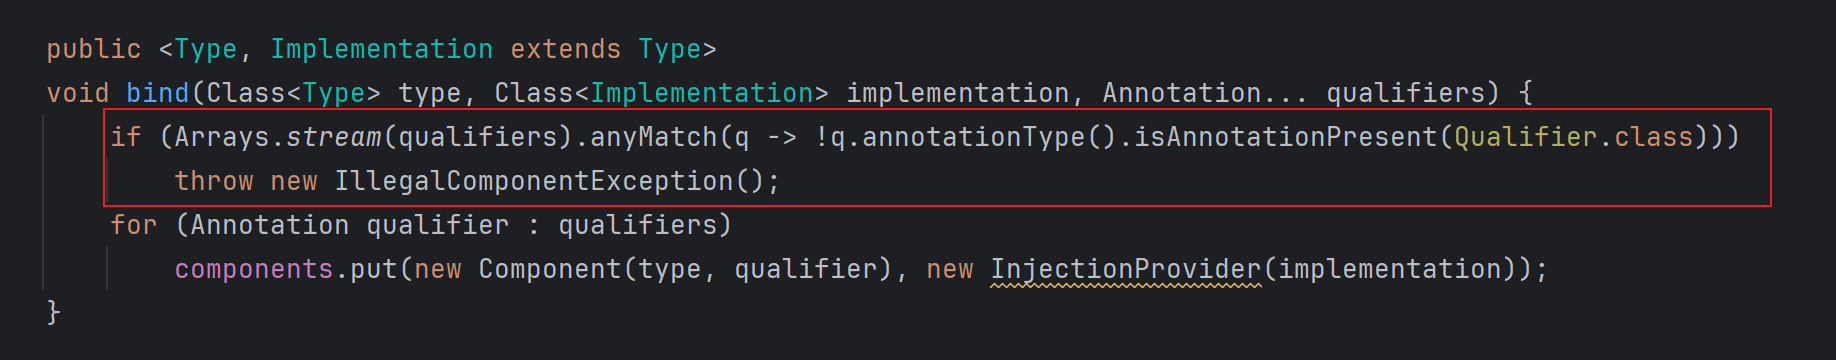 public <Type, Implementation extends Type>
void bind(Class<Type> type, Class<Implementation> implementation, Annotation... qualifiers) {
    if (Arrays.stream(qualifiers).anyMatch(q -> !q.annotationType().isAnnotationPresent(Qualifier.class)))
        throw new IllegalComponentException();
    for (Annotation qualifier : qualifiers)
        components.put(new Component(type, qualifier), new InjectionProvider(implementation));
}